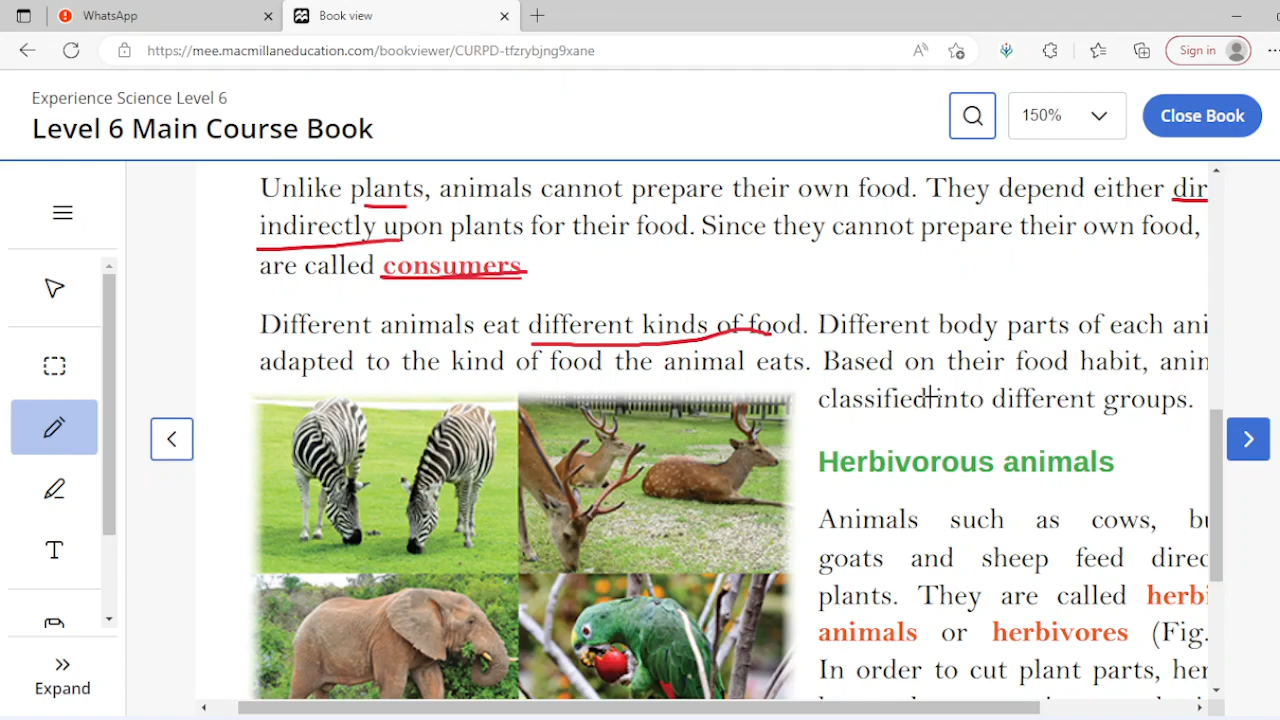 WhatsApp
Book view
https://mee.macmillaneducation.com/bookviewer/CURPD-tfzrybjng9xane
Sign in
Experience Science Level 6
Level 6 Main Course Book
150%
Close Book
Unlike plants, animals cannot prepare their own food. They depend either dir
indirectly upon plants for their food. Since they cannot prepare their own food,
are called consumers
Different animals eat different kinds of food. Different body parts of each ani
adapted to the kind of food the animal eats. Based on their food habit, anim
classified into different groups.
Herbivorous animals
Animals such as cows, bu
goats and sheep feed direc
plants. They are called herbi
animals or herbivores (Fig.
In order to cut plant parts, her
T
Expand